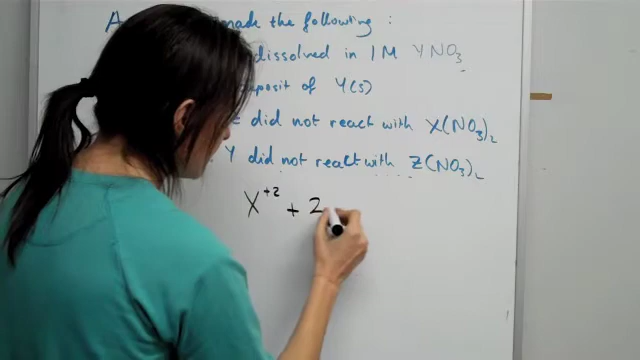 A made the following :
dissolved in 1M YNO₃
deposit of Y(s)
did not react with X(NO₃)₂
Y did not react with Z(NO₃)₂
X⁺² + 2